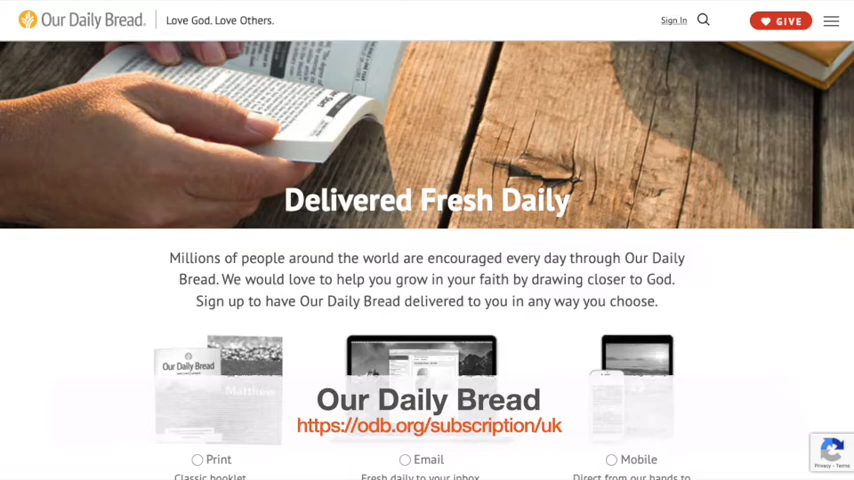 Our Daily Bread
Love God. Love Others.
Sign In
GIVE
Delivered Fresh Daily
Millions of people around the world are encouraged every day through Our Daily
Bread. We would love to help you grow in your faith by drawing closer to God.
Sign up to have Our Daily Bread delivered to you in any way you choose.
Our Daily Bread
Matthew
Our Daily Bread
https://odb.org/subscription/uk
Print
Email
Mobile
Classic booklet
Fresh daily to your inbox
Direct from our hands to
Privacy - Terms